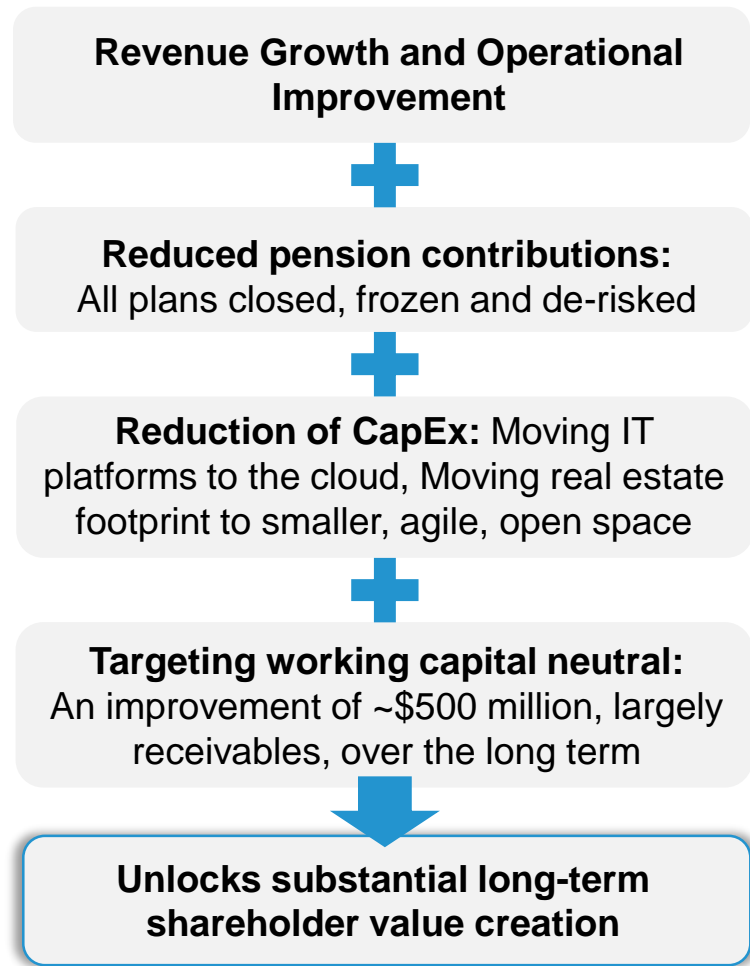 Revenue Growth and Operational
Improvement
Reduced pension contributions:
All plans closed, frozen and de-risked
Reduction of CapEx: Moving IT
platforms to the cloud, Moving real estate
footprint to smaller, agile, open space
Targeting working capital neutral:
An improvement of ~$500 million, largely
receivables, over the long term
Unlocks substantial long-term
shareholder value creation